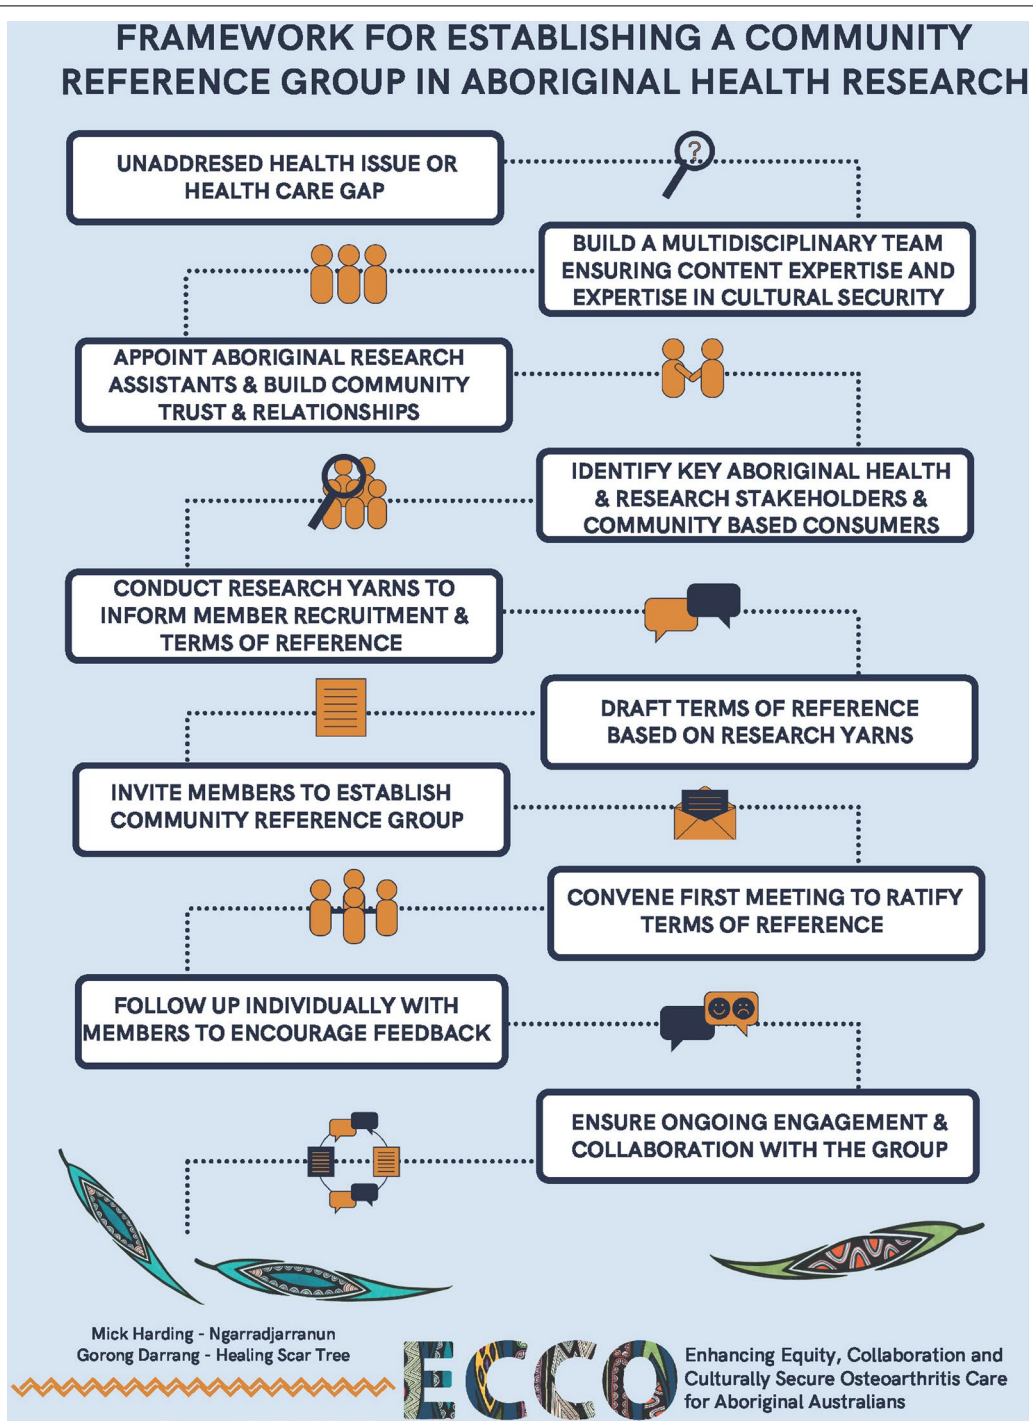 FRAMEWORK FOR ESTABLISHING A COMMUNITY
REFERENCE GROUP IN ABORIGINAL HEALTH RESEARCH
UNADDRESED HEALTH ISSUE OR
HEALTH CARE GAP
?
BUILD A MULTIDISCIPLINARY TEAM
ENSURING CONTENT EXPERTISE AND
EXPERTISE IN CULTURAL SECURITY
APPOINT ABORIGINAL RESEARCH
ASSISTANTS & BUILD COMMUNITY
TRUST & RELATIONSHIPS
IDENTIFY KEY ABORIGINAL HEALTH
& RESEARCH STAKEHOLDERS &
COMMUNITY BASED CONSUMERS
CONDUCT RESEARCH YARNS TO
INFORM MEMBER RECRUITMENT &
TERMS OF REFERENCE
DRAFT TERMS OF REFERENCE
BASED ON RESEARCH YARNS
INVITE MEMBERS TO ESTABLISH
COMMUNITY REFERENCE GROUP
CONVENE FIRST MEETING TO RATIFY
TERMS OF REFERENCE
FOLLOW UP INDIVIDUALLY WITH
MEMBERS TO ENCOURAGE FEEDBACK
ENSURE ONGOING ENGAGEMENT &
COLLABORATION WITH THE GROUP
Mick Harding - Ngarradjarranun
Gorong Darrang - Healing Scar Tree
ECCO
Enhancing Equity, Collaboration and
Culturally Secure Osteoarthritis Care
for Aboriginal Australians